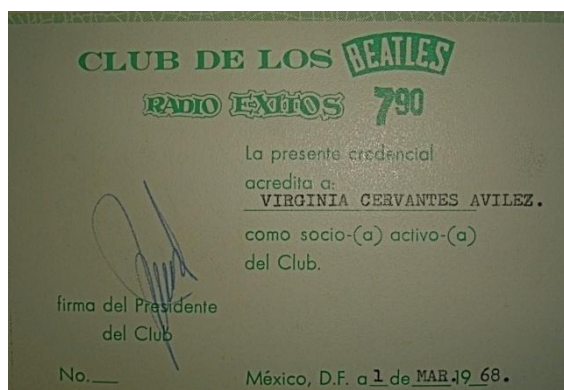 CLUB DE LOS BEATLES
RADIO EXITOS 790
La presente credencial
acredita a:
VIRGINIA CERVANTES AVILEZ.
como socio-(a) activo-(a)
del Club.
firma del Presidente
del Club
No.__
México, D.F. a 1 de MAR.19 68.